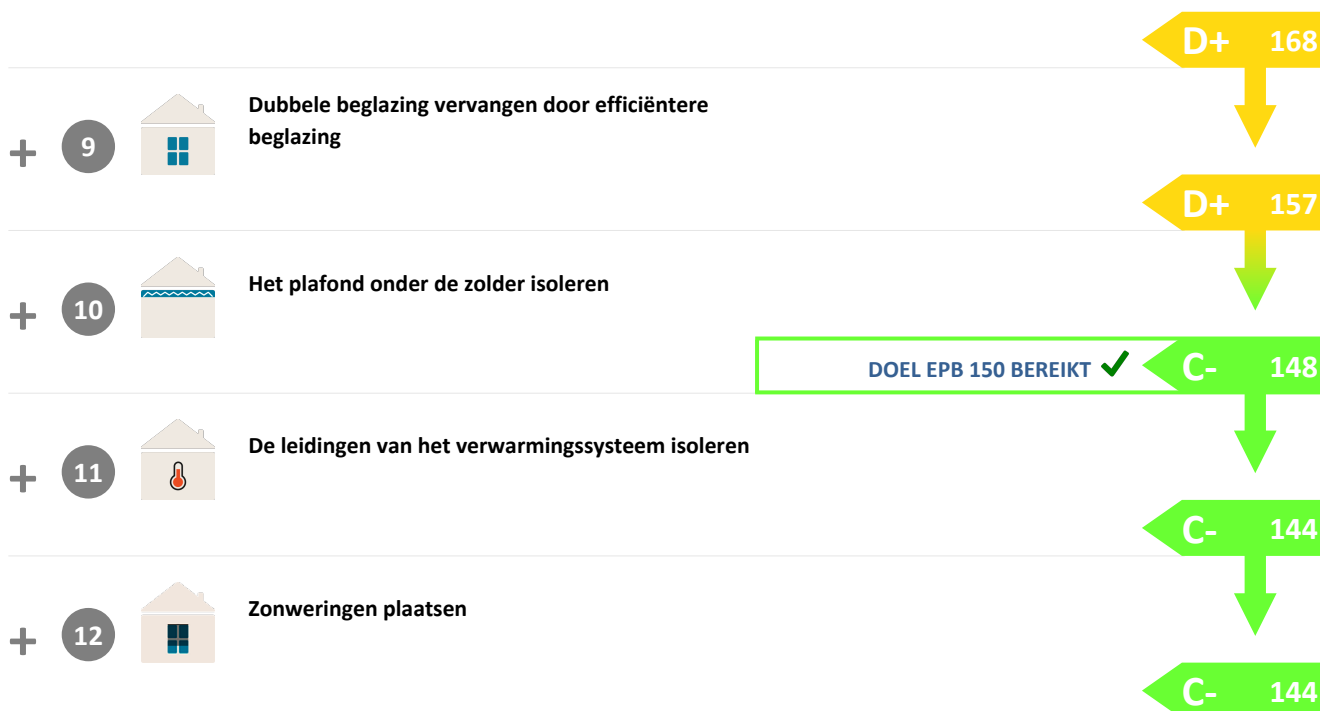 D+ 168
+ 9 Dubbele beglazing vervangen door efficiëntere
beglazing
D+ 157
+ 10 Het plafond onder de zolder isoleren
DOEL EPB 150 BEREIKT ✓ C- 148
+ 11 De leidingen van het verwarmingssysteem isoleren
C- 144
+ 12 Zonweringen plaatsen
C- 144